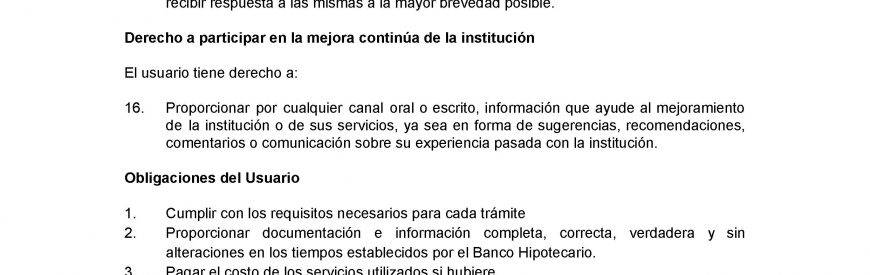 recibir respuesta a las mismas a la mayor brevedad posible.
Derecho a participar en la mejora continúa de la institución
El usuario tiene derecho a:
16. Proporcionar por cualquier canal oral o escrito, información que ayude al mejoramiento
de la institución o de sus servicios, ya sea en forma de sugerencias, recomendaciones,
comentarios o comunicación sobre su experiencia pasada con la institución.
Obligaciones del Usuario
1. Cumplir con los requisitos necesarios para cada trámite
2. Proporcionar documentación e información completa, correcta, verdadera y sin
alteraciones en los tiempos establecidos por el Banco Hipotecario.
3. Pagar el costo de los servicios utilizados si hubiere